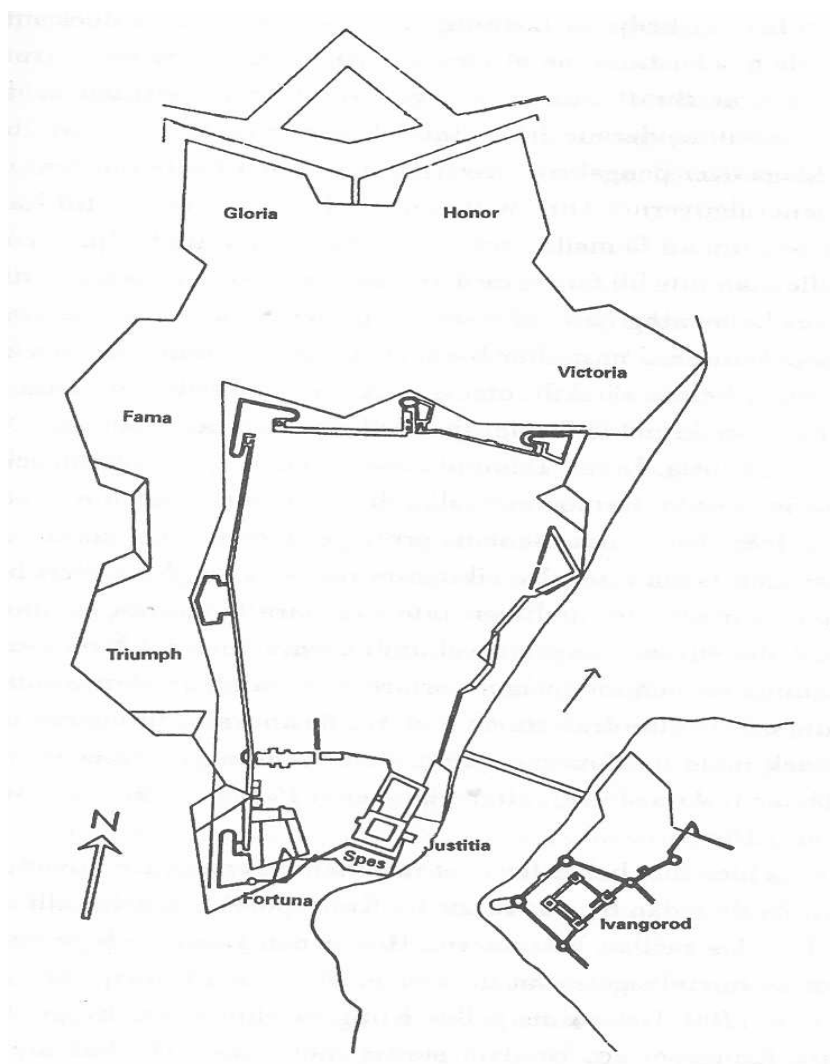 Gloria
Honor
Victoria
Fama
Triumph
N
Justitia
Spes
Fortuna
Ivangorod